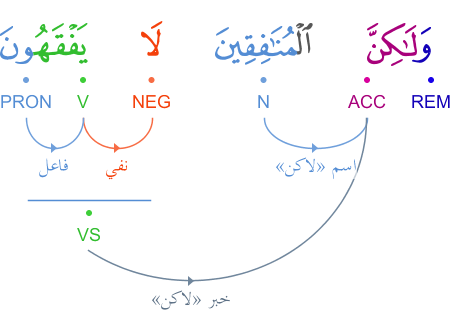 وَلَٰكِنَّ ٱلْمُنَٰفِقِينَ لَا يَفْقَهُونَ
REM ACC N NEG V PRON
اسم «لاكن» نفي فاعل
VS
خبر «لاكن»